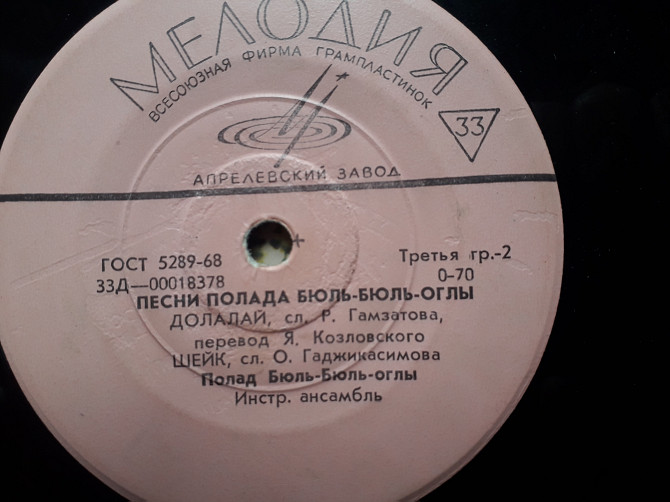 МЕЛОДИЯ
ВСЕСОЮЗНАЯ ФИРМА ГРАМПЛАСТИНОК
33
АПРЕЛЕВСКИЙ ЗАВОД
ГОСТ 5289-68
Третья гр.-2
33Д—00018378
0-70
ПЕСНИ ПОЛАДА БЮЛЬ-БЮЛЬ-ОГЛЫ
ДОЛАЛАЙ, сл. Р. Гамзатова,
перевод Я. Козловского
ШЕЙК, сл. О. Гаджикасимова
Полад Бюль-Бюль-оглы
Инстр. ансамбль